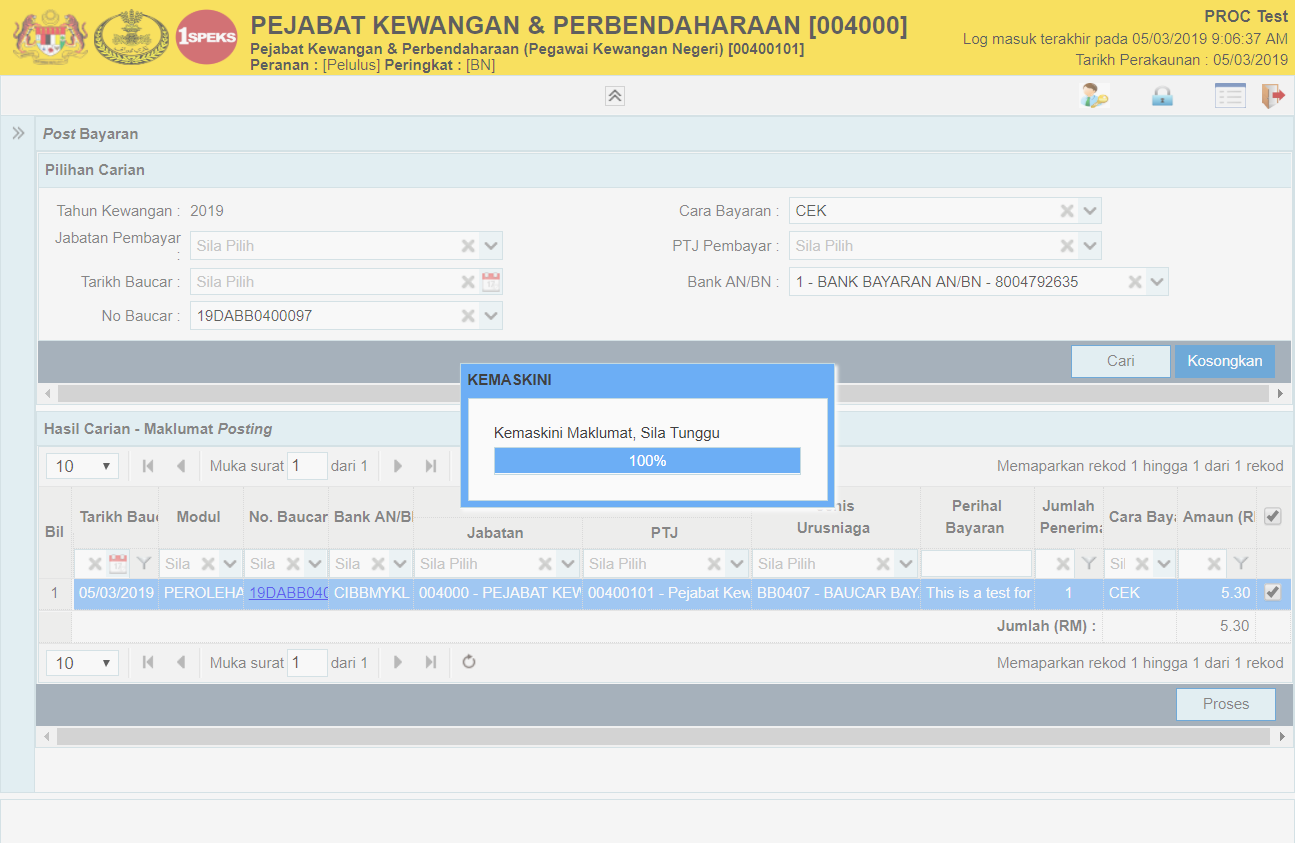 1SPEKS
PEJABAT KEWANGAN & PERBENDAHARAAN [004000]
Pejabat Kewangan & Perbendaharaan (Pegawai Kewangan Negeri) [00400101]
Peranan : [Pelulus] Peringkat : [BN]
PROC Test
Log masuk terakhir pada 05/03/2019 9:06:37 AM
Tarikh Perakaunan : 05/03/2019
Post Bayaran
Pilihan Carian
Tahun Kewangan : 2019
Cara Bayaran : CEK
Jabatan Pembayar : Sila Pilih
PTJ Pembayar : Sila Pilih
Tarikh Baucar : Sila Pilih
Bank AN/BN : 1 - BANK BAYARAN AN/BN - 8004792635
No Baucar : 19DABB0400097
Cari Kosongkan
KEMASKINI
Kemaskini Maklumat, Sila Tunggu
100%
Hasil Carian - Maklumat Posting
10 Muka surat 1 dari 1 Memaparkan rekod 1 hingga 1 dari 1 rekod
Bil Tarikh Bauc Modul No. Baucar Bank AN/B Jabatan PTJ nis Urusniaga Perihal Bayaran Jumlah Penerima Cara Baya Amaun (R
Sila Sila Sila Sila Pilih Sila Pilih Sila Pilih Sil
1 05/03/2019 PEROLEHA 19DABB040 CIBBMYKL 004000 - PEJABAT KEW 00400101 - Pejabat Kew BB0407 - BAUCAR BAY This is a test for 1 CEK 5.30
Jumlah (RM) : 5.30
10 Muka surat 1 dari 1 Memaparkan rekod 1 hingga 1 dari 1 rekod
Proses